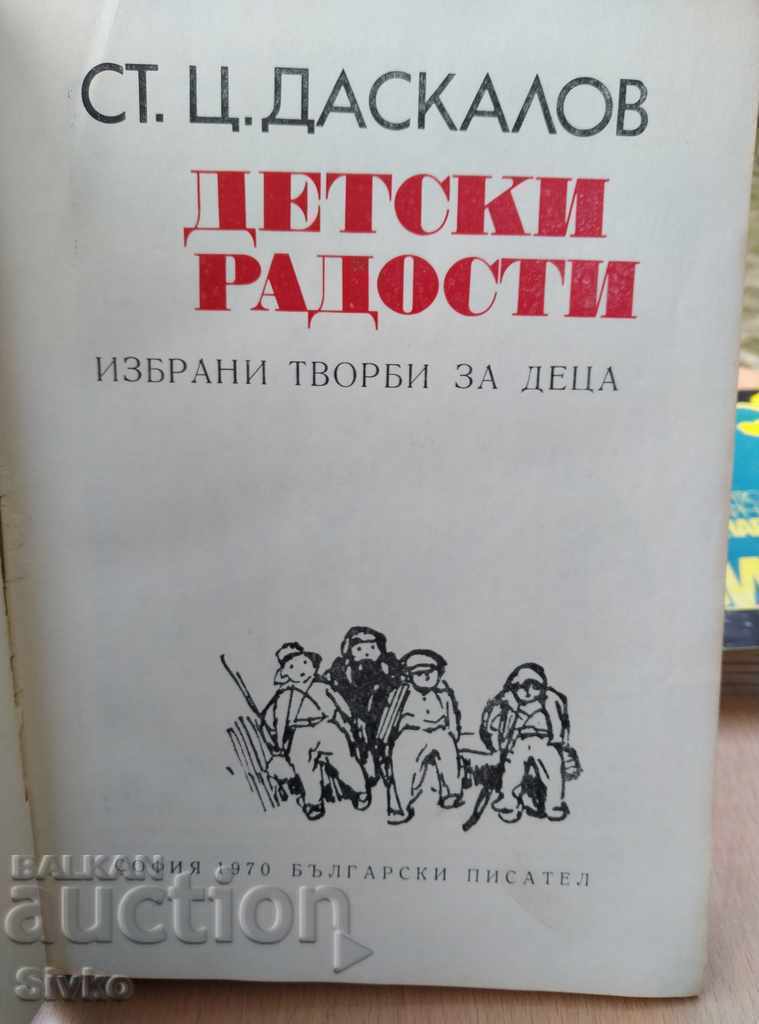 СТ. Ц. ДАСКАЛОВ
ДЕТСКИ
РАДОСТИ
ИЗБРАНИ ТВОРБИ ЗА ДЕЦА
СОФИЯ 1970 БЪЛГАРСКИ ПИСАТЕЛ
BALKAN
auction
Sivko